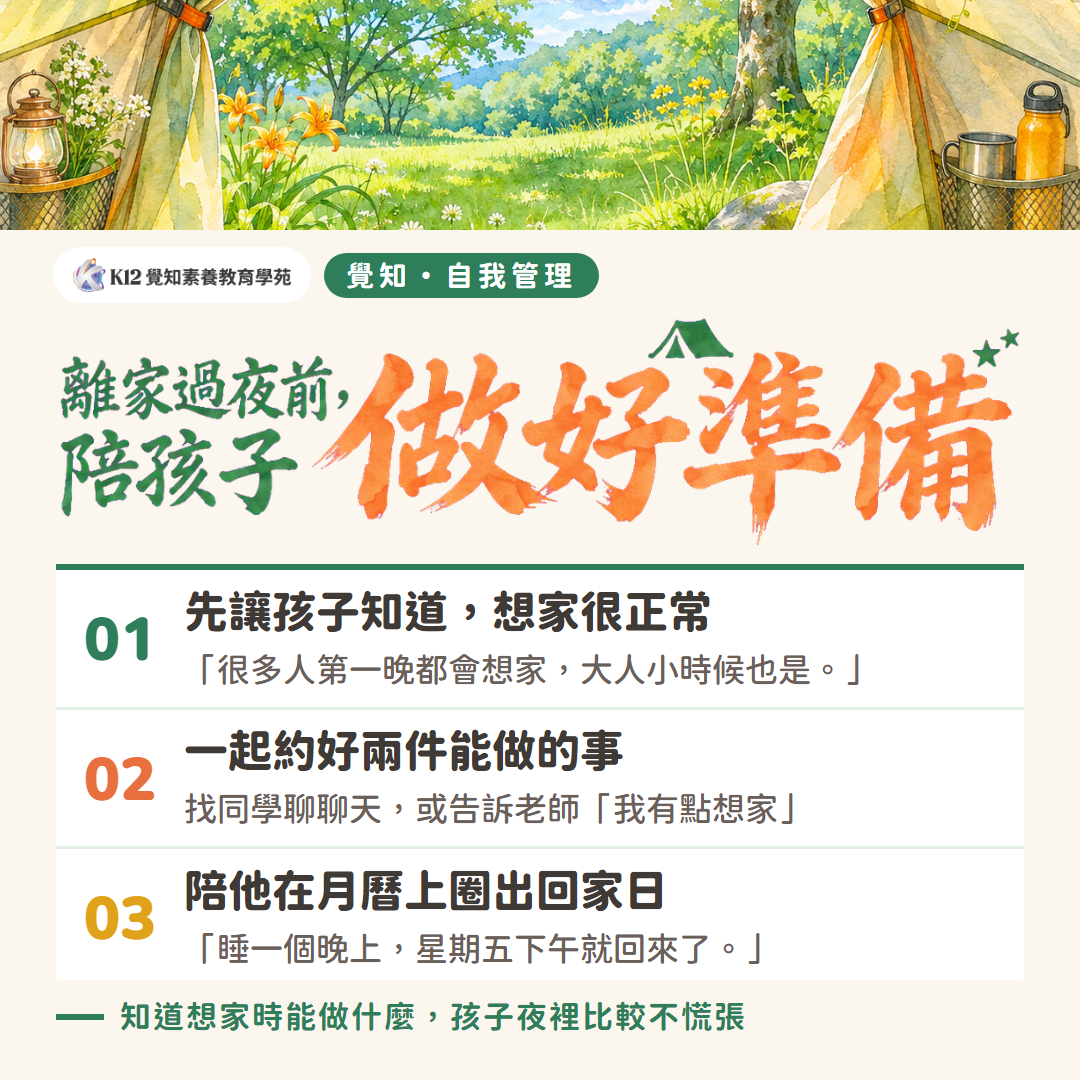 K12 覺知素養教育學苑
覺知・自我管理
離家過夜前,
陪孩子
做好準備
01
先讓孩子知道，想家很正常
「很多人第一晚都會想家，大人小時候也是。」
02
一起約好兩件能做的事
找同學聊聊天，或告訴老師「我有點想家」
03
陪他在月曆上圈出回家日
「睡一個晚上，星期五下午就回來了。」
知道想家時能做什麼，孩子夜裡比較不慌張